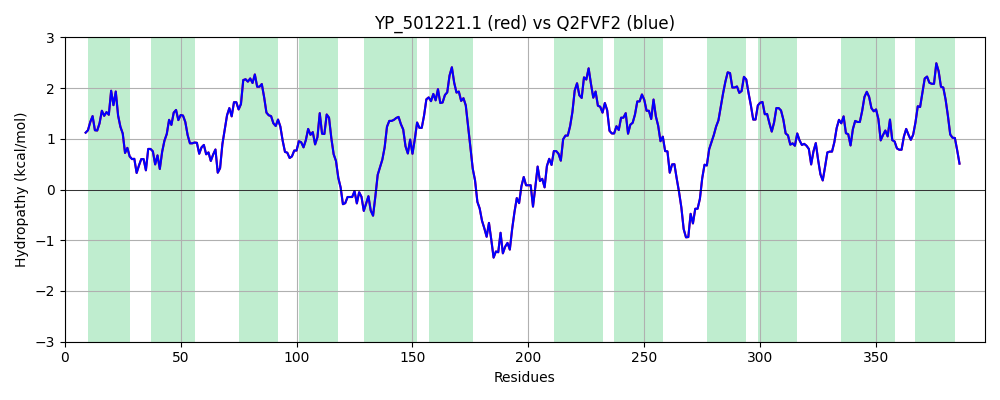 YP_501221.1 (red) vs Q2FVF2 (blue)
3
2
1
0
−1
−2
−3
Hydropathy (kcal/mol)
0 50 100 150 200 250 300 350
Residues